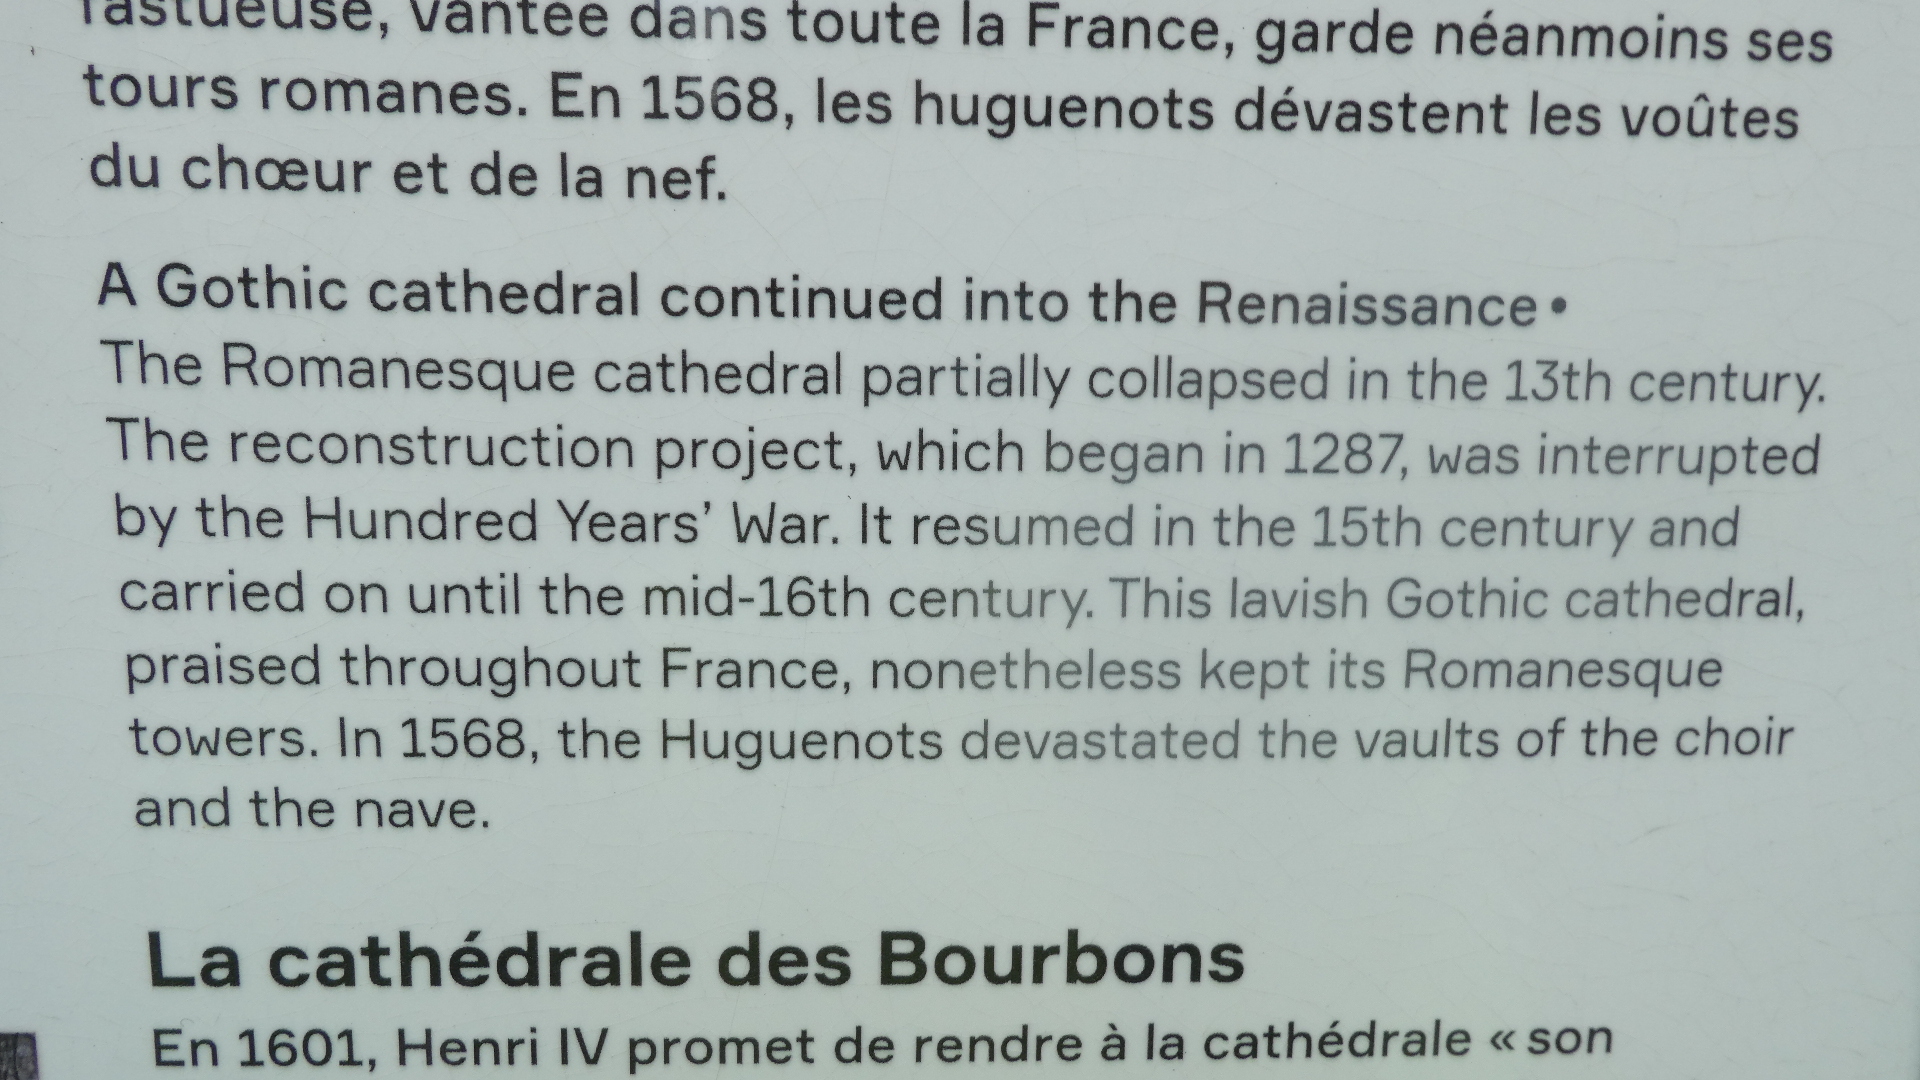 fastueuse, vantée dans toute la France, garde néanmoins ses
tours romanes. En 1568, les huguenots dévastent les voûtes
du chœur et de la nef.
A Gothic cathedral continued into the Renaissance •
The Romanesque cathedral partially collapsed in the 13th century.
The reconstruction project, which began in 1287, was interrupted
by the Hundred Years’ War. It resumed in the 15th century and
carried on until the mid-16th century. This lavish Gothic cathedral,
praised throughout France, nonetheless kept its Romanesque
towers. In 1568, the Huguenots devastated the vaults of the choir
and the nave.
La cathédrale des Bourbons
En 1601, Henri IV promet de rendre à la cathédrale « son